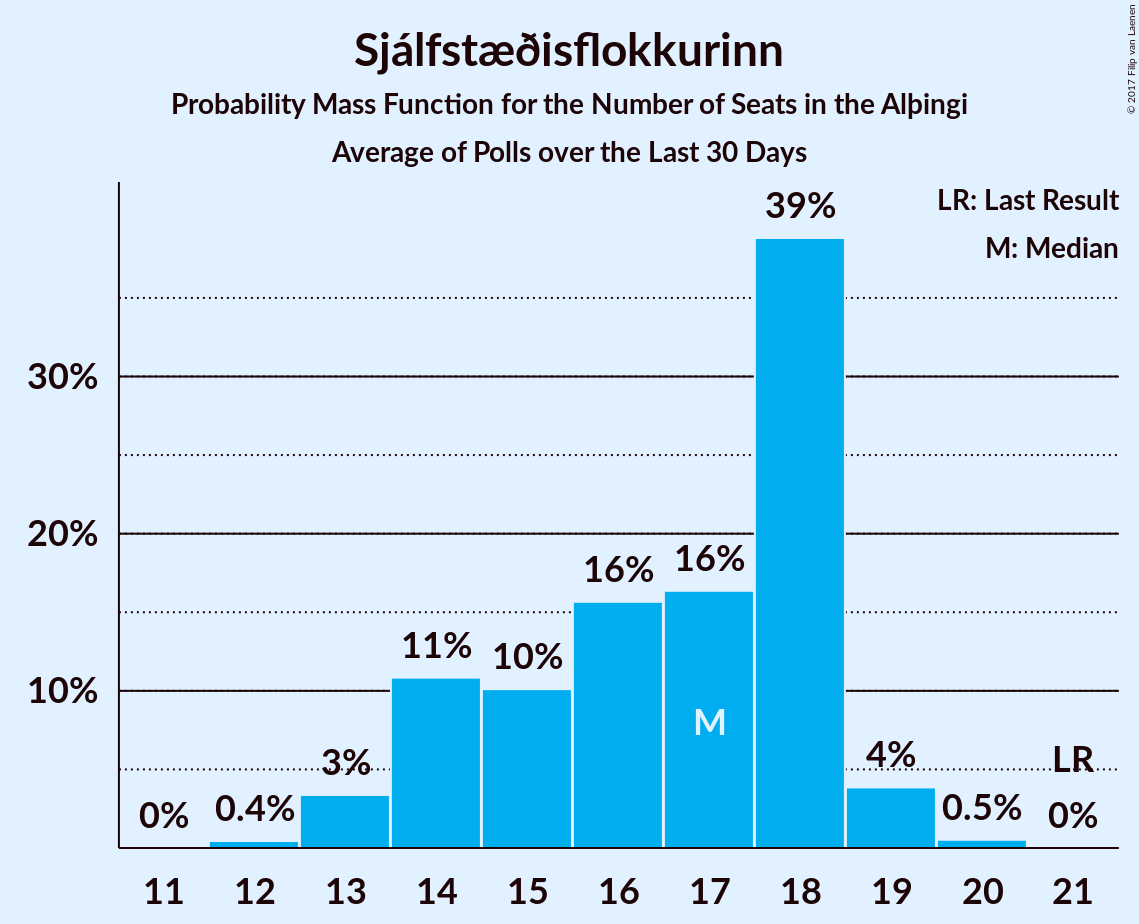 Sjálfstæðisflokkurinn
Probability Mass Function for the Number of Seats in the Alþingi
Average of Polls over the Last 30 Days
© 2017 Filip van Laenen
LR: Last Result
M: Median
39%
30%
20%
16%
16%
11%
10%
10%
M
3%
4%
LR
0%
0.4%
0.5%
0%
11 12 13 14 15 16 17 18 19 20 21